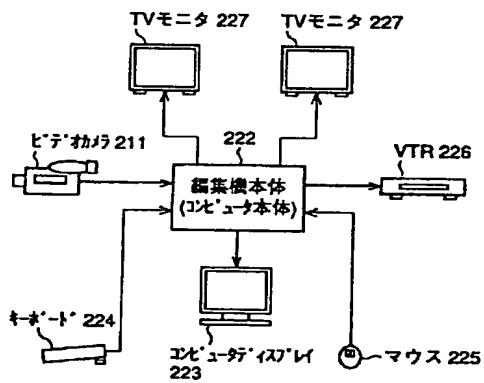 TVモニタ 227
TVモニタ 227
ビデオカメラ 211
222
VTR 226
編集機本体
(コンピュータ本体)
キーボード 224
コンピュータディスプレイ
223
マウス 225